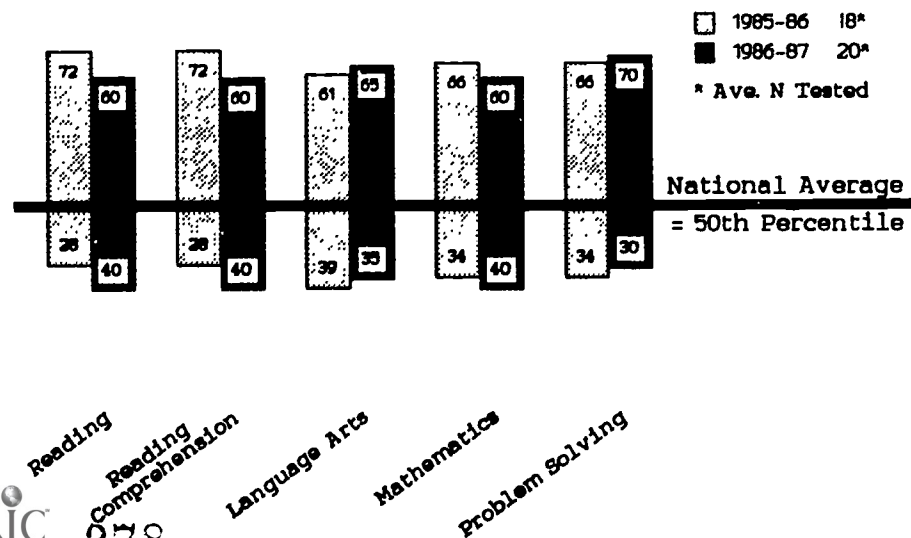 1985-86 18*
1986-87 20*
* Ave. N Tested
72 60 72 60 61 65 66 60 66 70
National Average
= 50th Percentile
28 40 28 40 39 35 34 40 34 30
Reading
Reading
Comprehension
Language Arts
Mathematics
Problem Solving